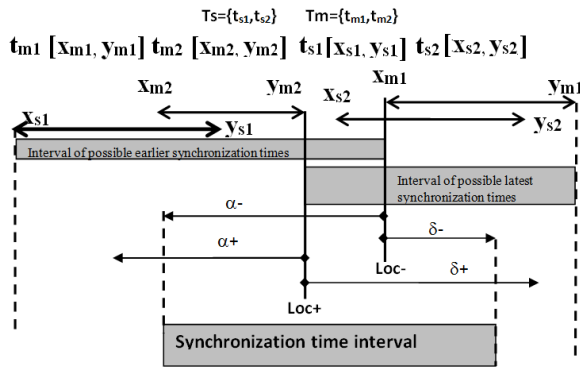 Ts={ts1,ts2} Tm={tm1,tm2}
tm1 [xm1, ym1] tm2 [xm2, ym2] ts1 [xs1, ys1] ts2 [xs2, ys2]
xm2 ym2 xs2 xm1 ym1
xs1 ys1 ys2
Interval of possible earlier synchronization times
Interval of possible latest
synchronization times
α-
α+ δ-
Loc- δ+
Loc+
Synchronization time interval